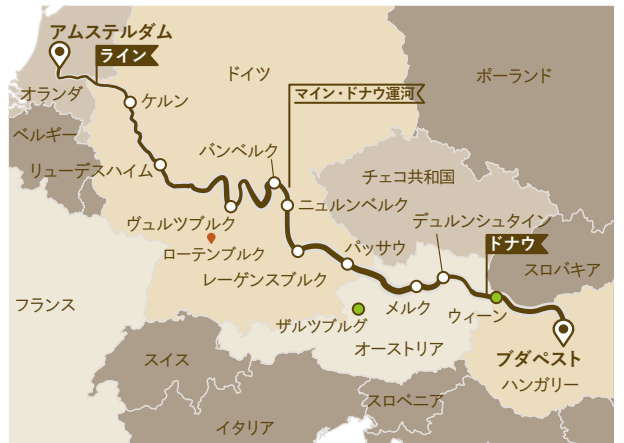 アムステルダム
ライン
オランダ
ケルン
ドイツ
ポーランド
マイン・ドナウ運河
ベルギー
リューデスハイム
バンベルク
チェコ共和国
ニュルンベルク
ヴュルツブルク
デュルンシュタイン
ローテンブルク
パッサウ
ドナウ
レーゲンスブルク
スロバキア
フランス
メルク
ウィーン
ザルツブルグ
オーストリア
ブダペスト
スイス
ハンガリー
スロベニア
イタリア